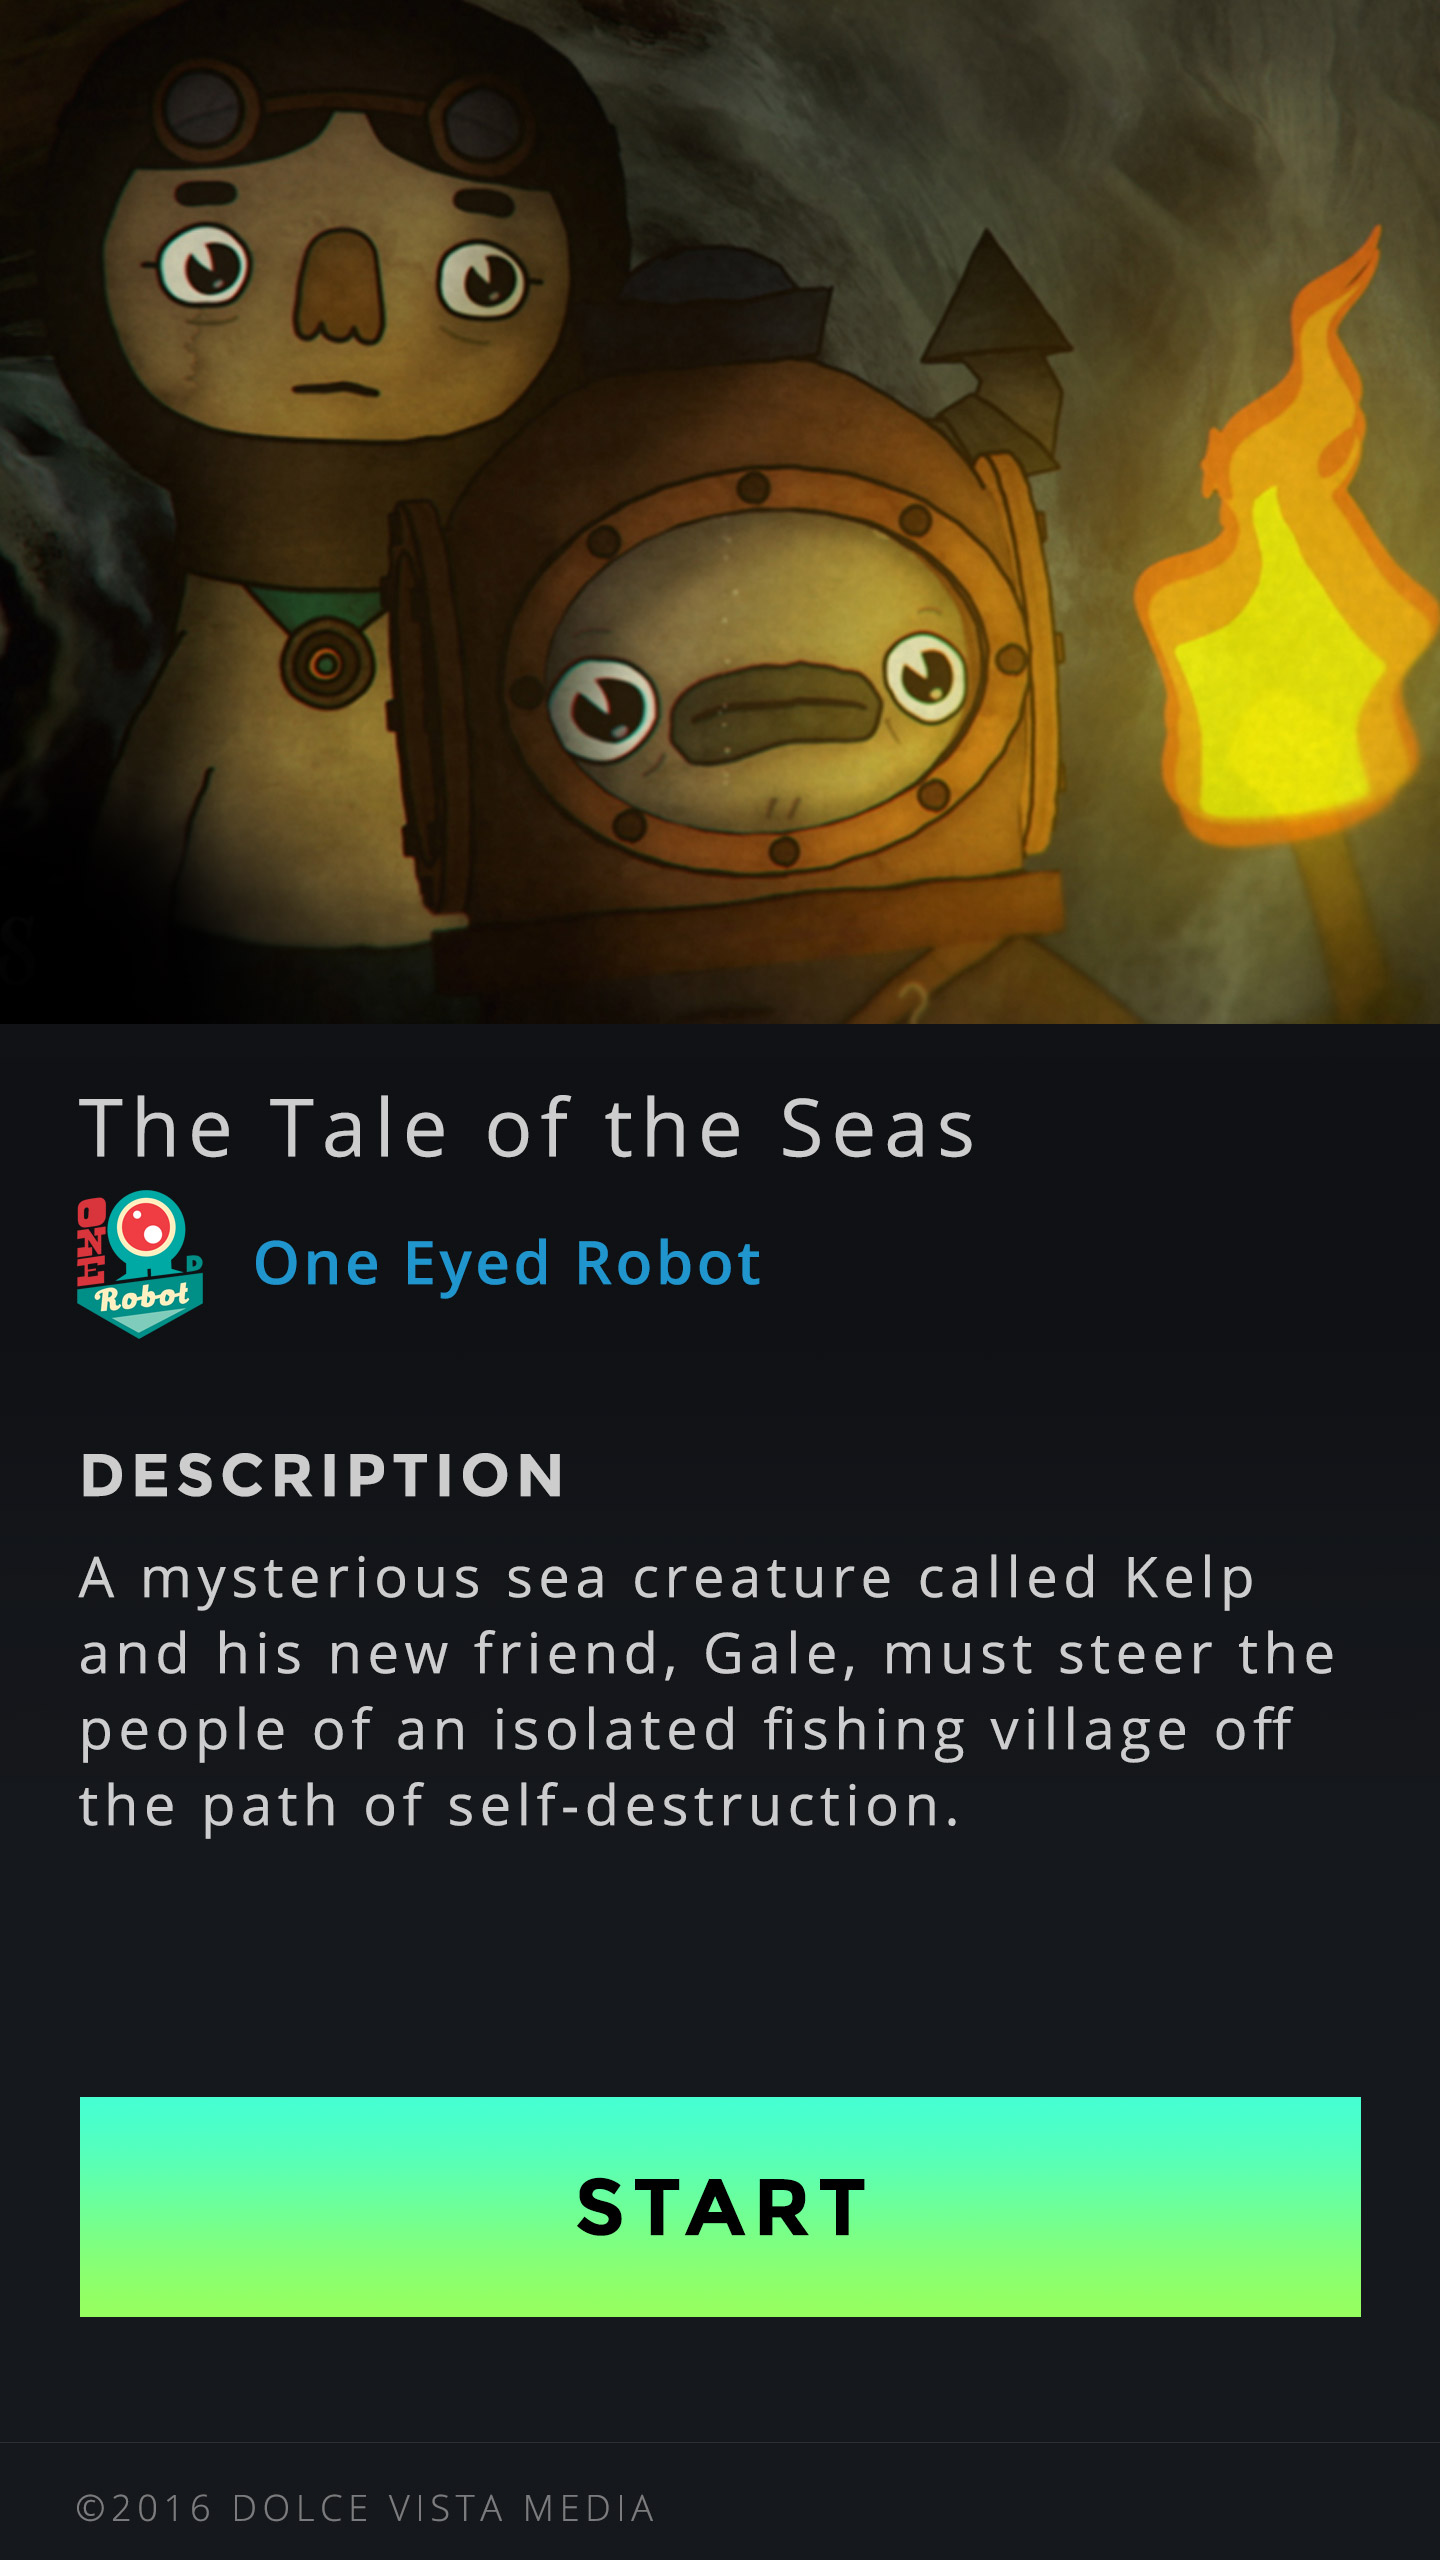 The Tale of the Seas
ONE
D
Robot
One Eyed Robot
DESCRIPTION
A mysterious sea creature called Kelp
and his new friend, Gale, must steer the
people of an isolated fishing village off
the path of self-destruction.
START
©2016 DOLCE VISTA MEDIA